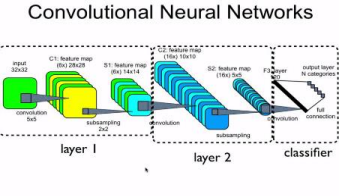 Convolutional Neural Networks
input
32x32
C1: feature map
(6x) 28x28
S1: feature map
(6x) 14x14
C2: feature map
(16x) 10x10
S2: feature map
(16x) 5x5
layer
output layer
N categories
convolution
5x5
subsampling
2x2
convolution
subsampling
convolution
full
connection
layer 1
layer 2
classifier